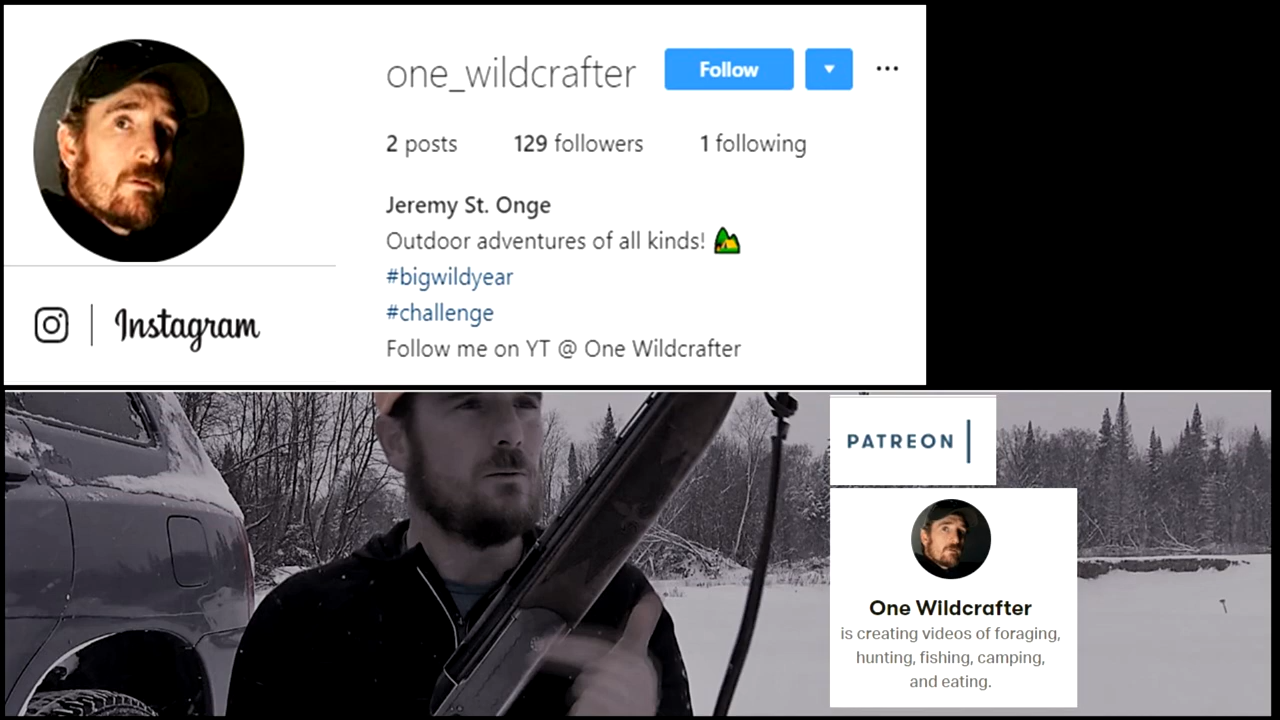 one_wildcrafter Follow
2 posts 129 followers 1 following
Jeremy St. Onge
Outdoor adventures of all kinds!
#bigwildyear
#challenge
Follow me on YT @ One Wildcrafter
Instagram
PATREON
One Wildcrafter
is creating videos of foraging,
hunting, fishing, camping,
and eating.